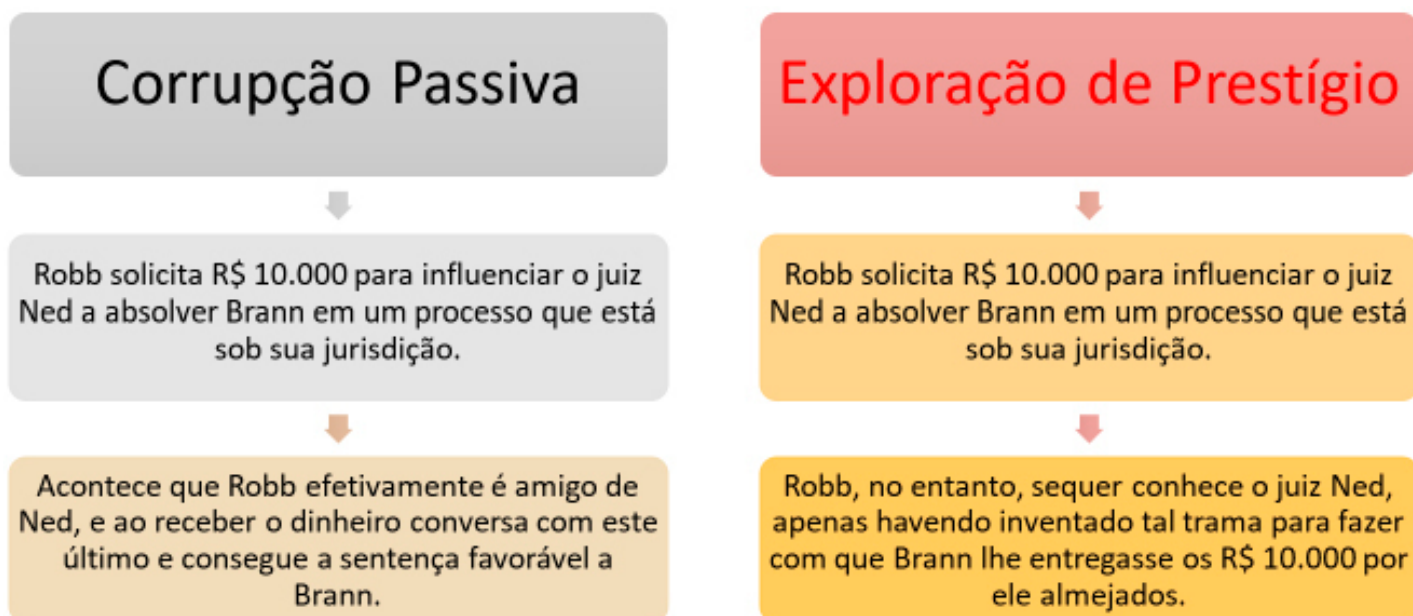 Corrupção Passiva
Robb solicita R$ 10.000 para influenciar o juiz
Ned a absolver Brann em um processo que está
sob sua jurisdição.
Acontece que Robb efetivamente é amigo de
Ned, e ao receber o dinheiro conversa com este
último e consegue a sentença favorável a
Brann.
Exploração de Prestígio
Robb solicita R$ 10.000 para influenciar o juiz
Ned a absolver Brann em um processo que está
sob sua jurisdição.
Robb, no entanto, sequer conhece o juiz Ned,
apenas havendo inventado tal trama para fazer
com que Brann lhe entregasse os R$ 10.000 por
ele almejados.